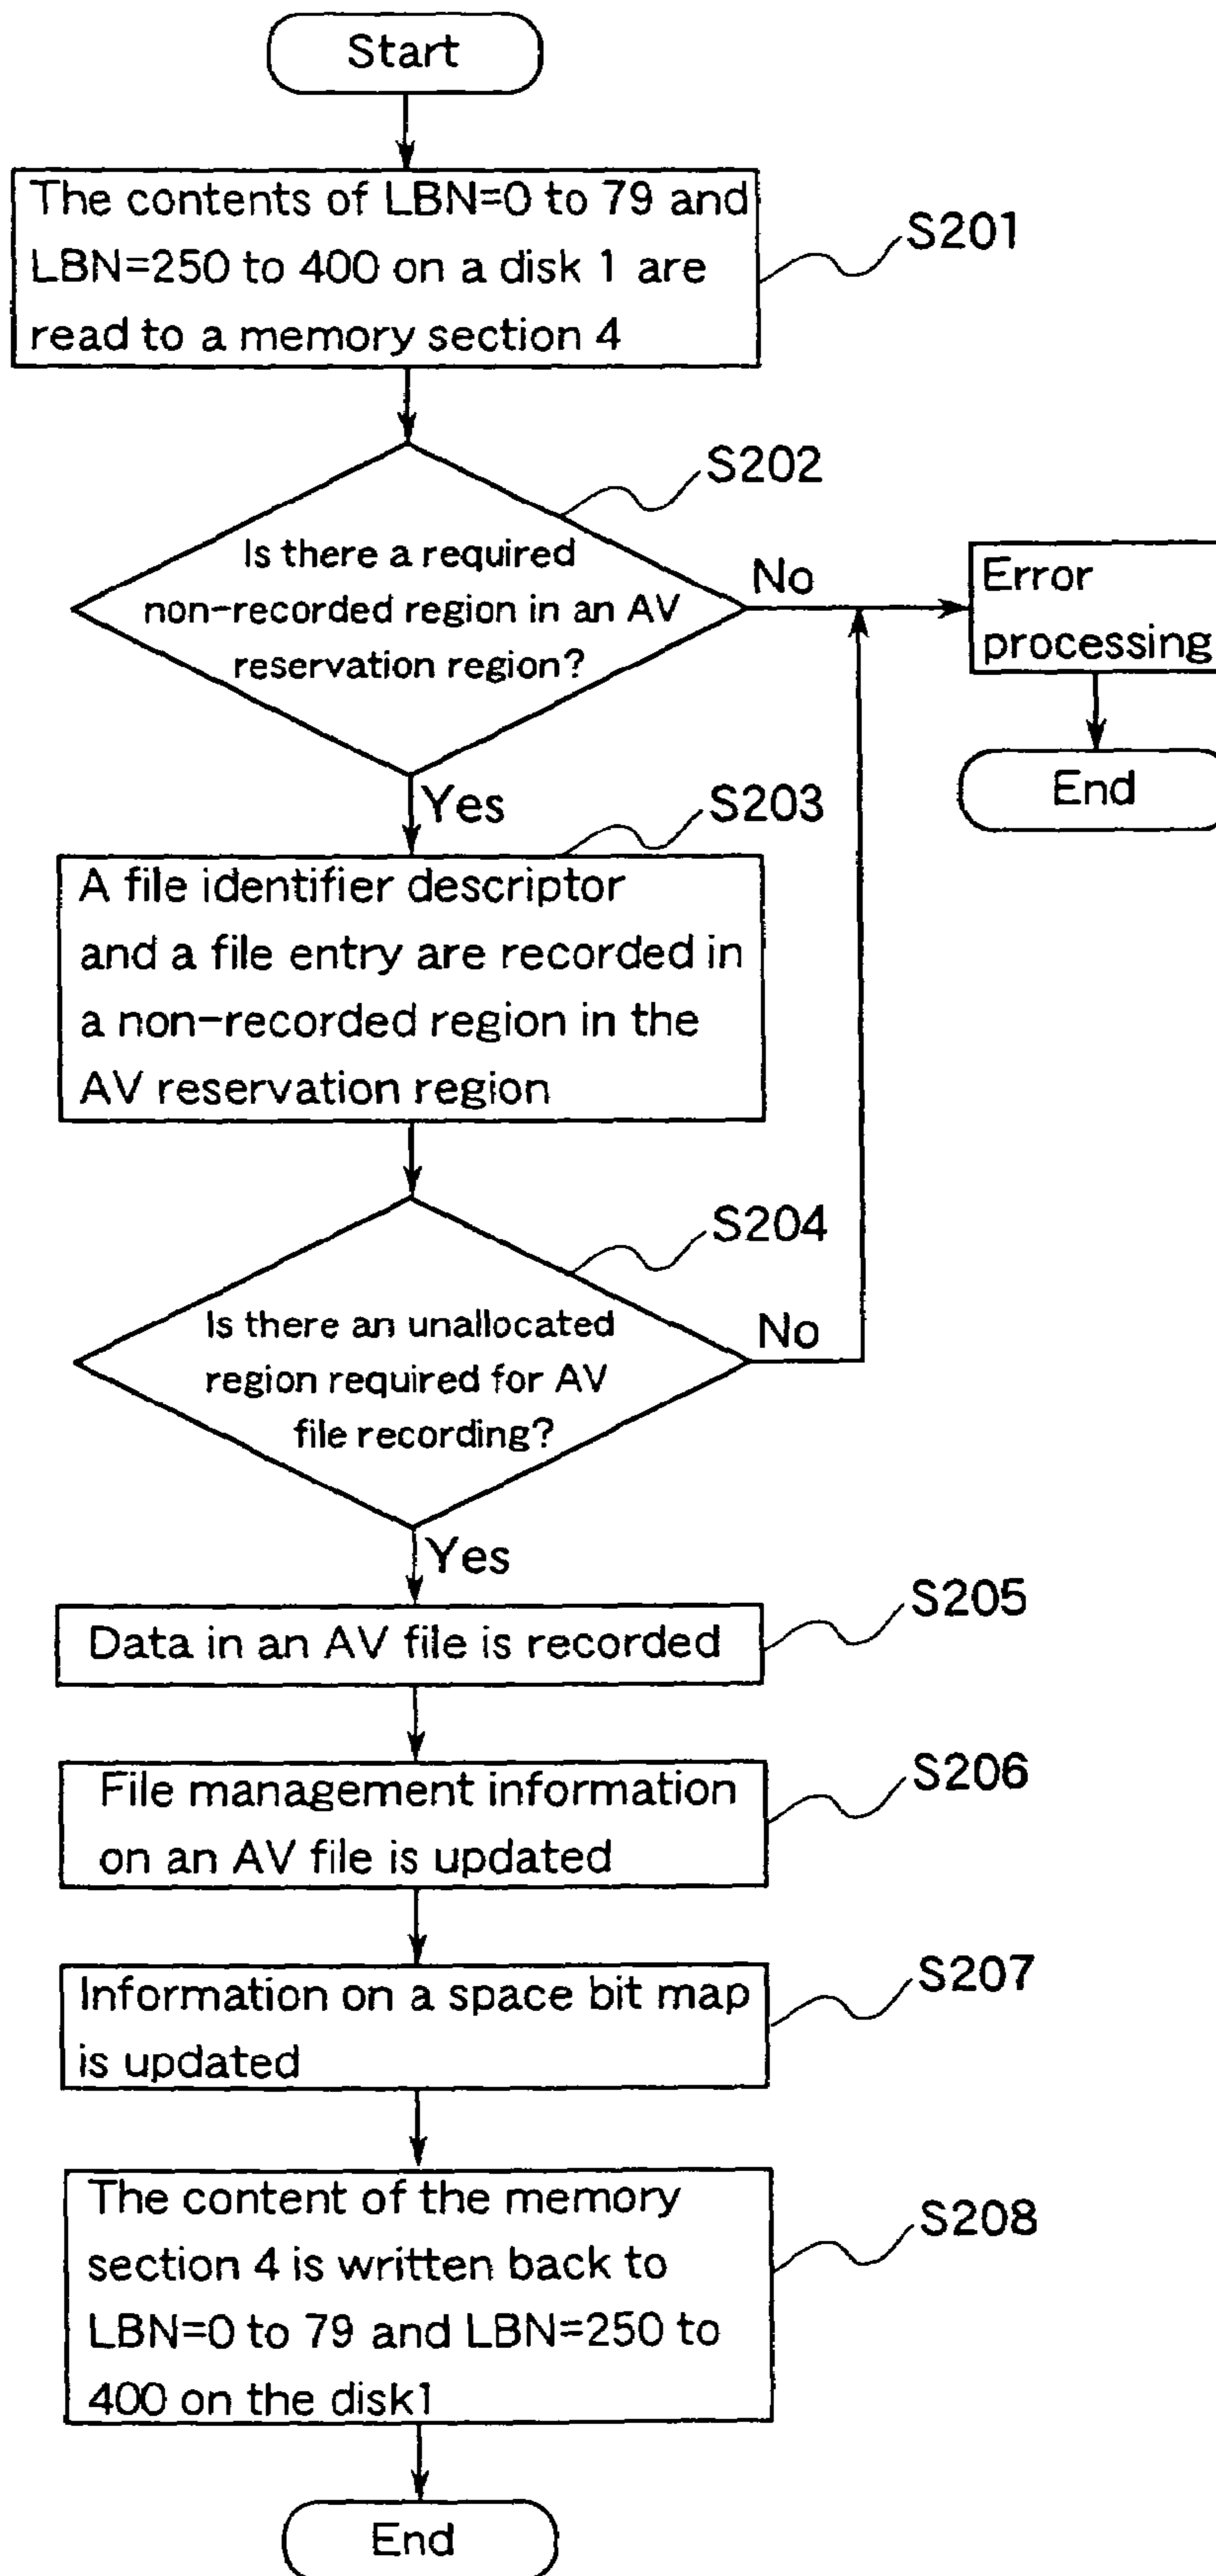 Start
The contents of LBN=0 to 79 and
LBN=250 to 400 on a disk 1 are
read to a memory section 4
S201
S202
Is there a required
non-recorded region in an AV
reservation region?
No
Error
processing
End
Yes
S203
A file identifier descriptor
and a file entry are recorded in
a non-recorded region in the
AV reservation region
S204
Is there an unallocated
region required for AV
file recording?
No
Yes
S205
Data in an AV file is recorded
S206
File management information
on an AV file is updated
S207
Information on a space bit map
is updated
The content of the memory
section 4 is written back to
LBN=0 to 79 and LBN=250 to
400 on the disk1
S208
End